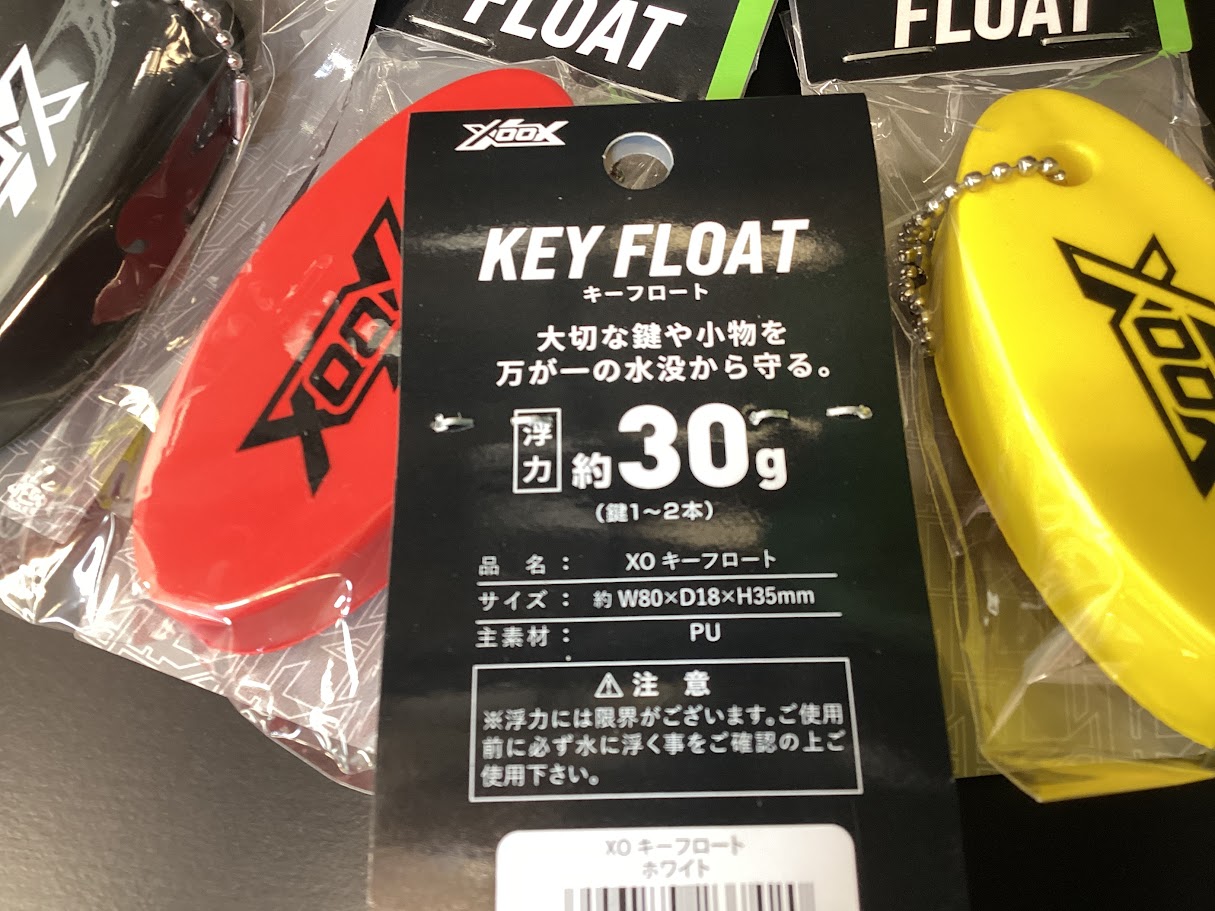 FLOAT
FLOAT
XOOX
KEY FLOAT
キーフロート
大切な鍵や小物を
万が一の水没から守る。
浮力 約30g
(鍵1〜2本)
品 名: XO キーフロート
サイズ: 約 W80×D18×H35mm
主素材: PU
⚠注 意
※浮力には限界がございます。ご使用
前に必ず水に浮く事をご確認の上ご
使用下さい。
XO キーフロート
ホワイト
XOOX
XOOX